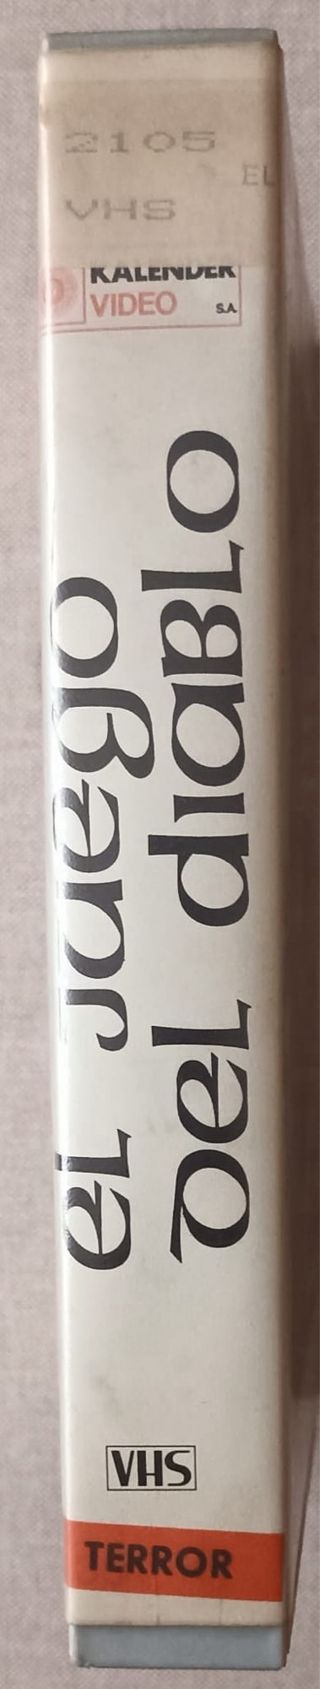 2105
EL
VHS
KALENDER
VIDEO S.A.
el juego
del diablo
VHS
TERROR